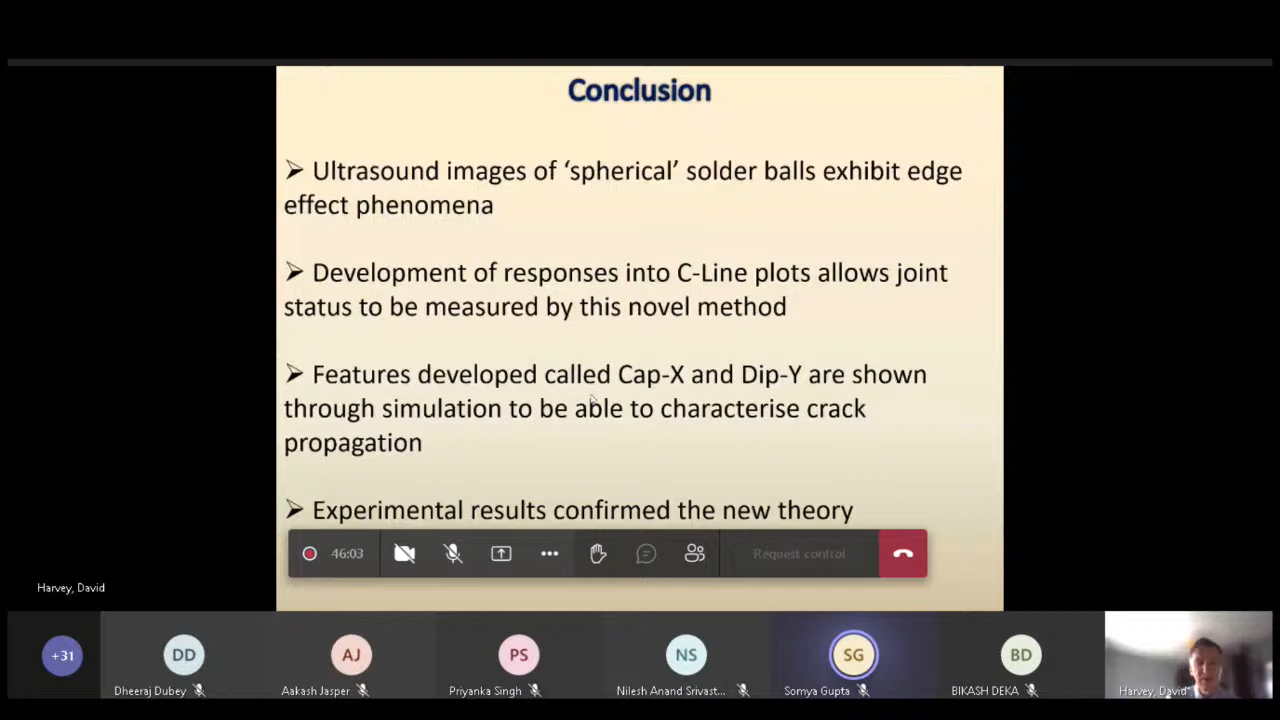 Conclusion
➢ Ultrasound images of ‘spherical’ solder balls exhibit edge
effect phenomena
➢ Development of responses into C-Line plots allows joint
status to be measured by this novel method
➢ Features developed called Cap-X and Dip-Y are shown
through simulation to be able to characterise crack
propagation
➢ Experimental results confirmed the new theory
46:03
Request control
Harvey, David
+31
DD
AJ
PS
NS
SG
BD
Dheeraj Dubey
Aakash Jasper
Priyanka Singh
Nilesh Anand Srivast...
Somya Gupta
BIKASH DEKA
Harvey, David